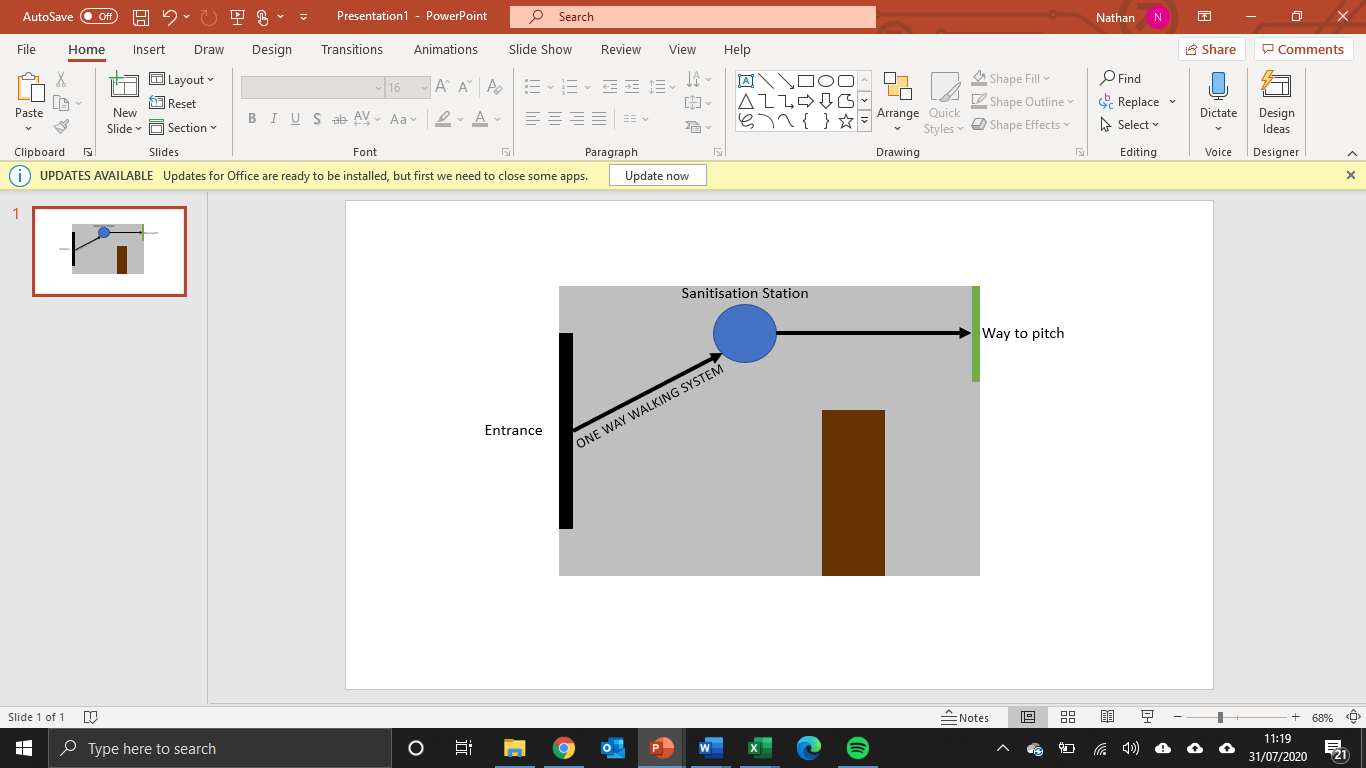 AutoSave Off Presentation1 - PowerPoint Search Nathan N
File Home Insert Draw Design Transitions Animations Slide Show Review View Help Share Comments
Paste
New
Slide
Layout
Reset
Section
16
B I U S ab AV Aa A
Arrange
Quick
Styles
Shape Fill
Shape Outline
Shape Effects
Find
Replace
Select
Dictate
Design
Ideas
Clipboard Slides Font Paragraph Drawing Editing Voice Designer
UPDATES AVAILABLE Updates for Office are ready to be installed, but first we need to close some apps. Update now
1
Sanitisation Station
Way to pitch
ONE WAY WALKING SYSTEM
Entrance
Slide 1 of 1 Notes 68%
Type here to search
11:19
31/07/2020
21